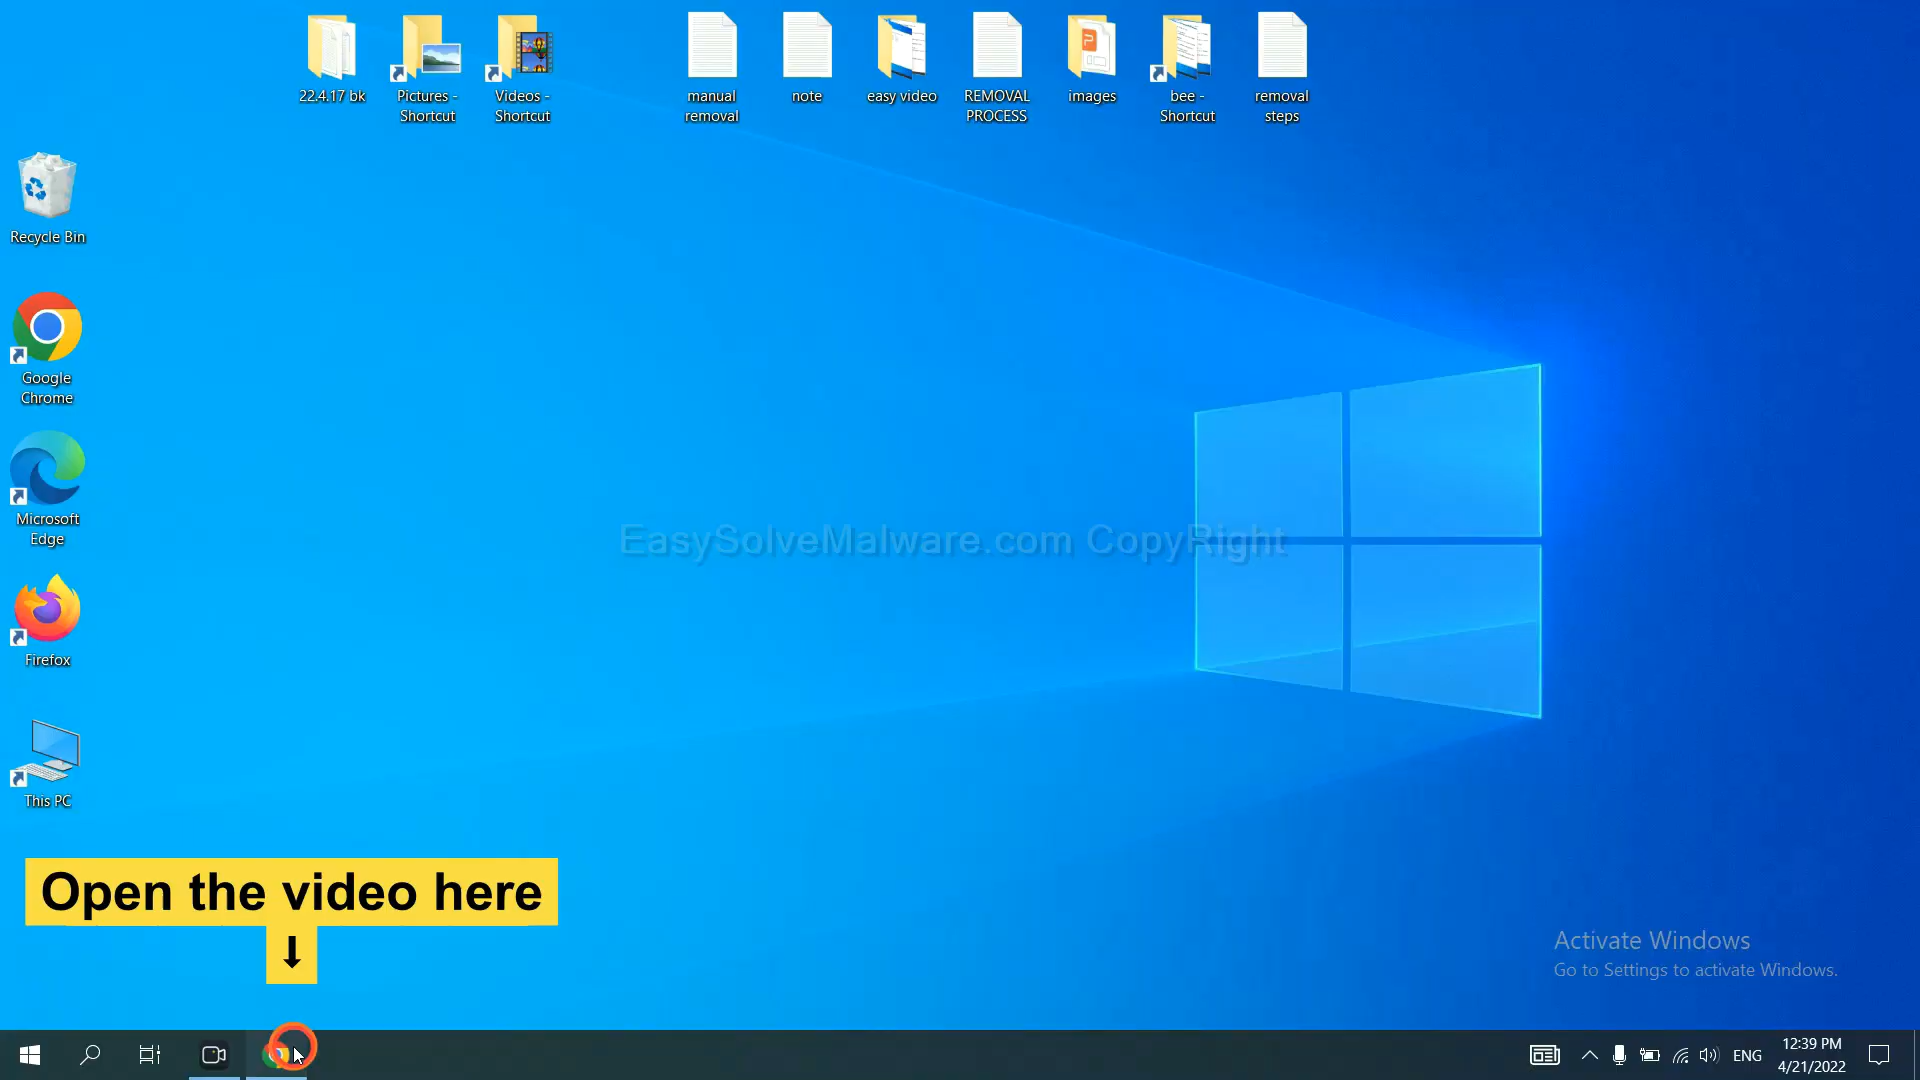 22.4.17 bk
Pictures -
Shortcut
Videos -
Shortcut
manual
removal
note
easy video
REMOVAL
PROCESS
images
bee -
Shortcut
removal
steps
Recycle Bin
Google
Chrome
Microsoft
Edge
EasySolveMalware.com CopyRight
Firefox
This PC
Open the video here
↓
Activate Windows
Go to Settings to activate Windows.
ENG
12:39 PM
4/21/2022